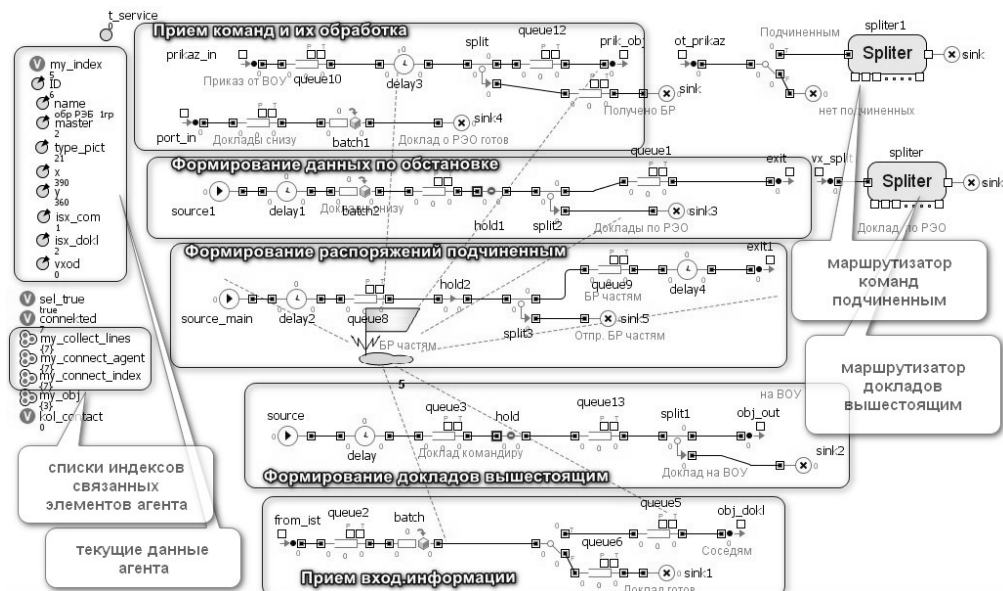 t_service
my_index
5
ID
6
name
обр РЭБ 1гр
master
2
type_pict
21
x
390
y
360
isx_com
1
isx_dokl
2
vxod
0
sel_true
true
connekted
7
my_collect_lines
{7}
my_connect_agent
{7}
my_connect_index
{7}
my_obj
{3}
kol_contact
0
списки индексов
связанных
элементов агента
текущие данные
агента
Прием команд и их обработка
prikaz_in
Приказ от ВОУ
queue10
delay3
split
queue12
prik_obj
sink
Получено БР
port_in
Доклады снизу
batch1
Доклад о РЭО готов
sink4
ot_prikaz
Подчиненным
нет подчиненных
spliter1
Spliter
sink
Формирование данных по обстановке
source1
delay1
batch2
hold1
split2
queue1
exit
sink3
Доклады по РЭО
vx_split
spliter
Spliter
sink
Доклад по РЭО
маршрутизатор
команд
подчиненным
маршрутизатор
докладов
вышестоящим
Формирование распоряжений подчиненным
source_main
delay2
queue8
БР частям
hold2
split3
queue9
БР частям
delay4
exit1
sink5
Отпр. БР частям
5
на ВОУ
source
delay
queue3
Доклад командиру
hold
queue13
split1
obj_out
Доклад на ВОУ
sink2
Формирование докладов вышестоящим
from_ist
queue2
batch
queue5
obj_dokl
Соседям
queue6
sink1
Доклад готов
Прием вход.информации